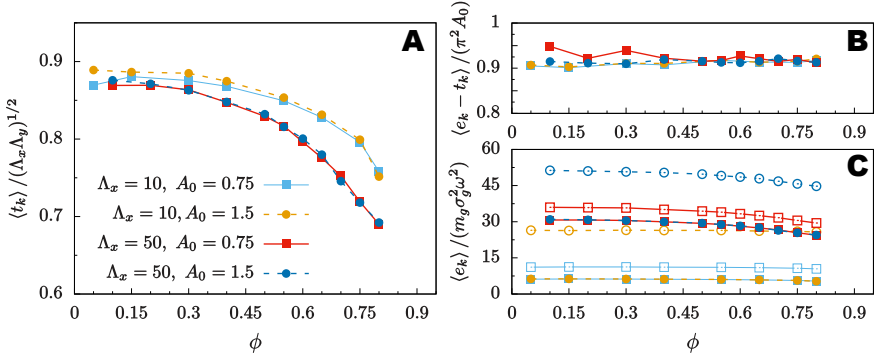 A
0.9
0.8
0.7
0.6
⟨t_k⟩/(Λ_xΛ_y)^{1/2}
Λ_x = 10, A_0 = 0.75
Λ_x = 10, A_0 = 1.5
Λ_x = 50, A_0 = 0.75
Λ_x = 50, A_0 = 1.5
0 0.15 0.3 0.45 0.6 0.75 0.9
ϕ
B
1
0.9
0.8
⟨e_k − t_k⟩/(π^2 A_0)
0 0.15 0.3 0.45 0.6 0.75 0.9
C
60
45
30
15
0
⟨e_k⟩/(m_g σ_g^2 ω^2)
0 0.15 0.3 0.45 0.6 0.75 0.9
ϕ